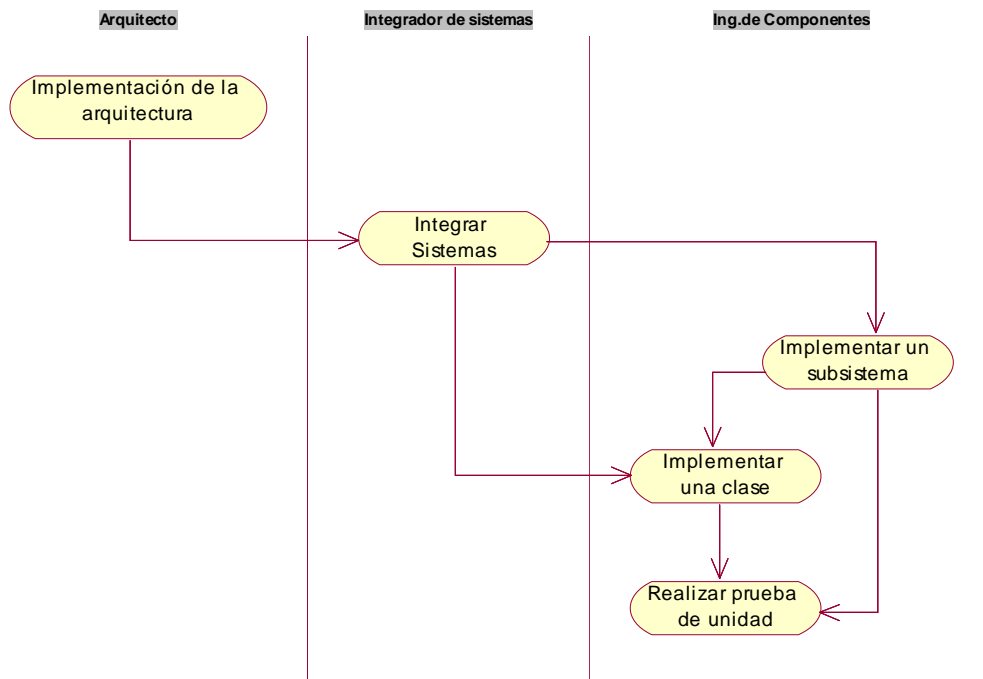 Arquitecto
Integrador de sistemas
Ing.de Componentes
Implementación de la
arquitectura
Integrar
Sistemas
Implementar un
subsistema
Implementar
una clase
Realizar prueba
de unidad